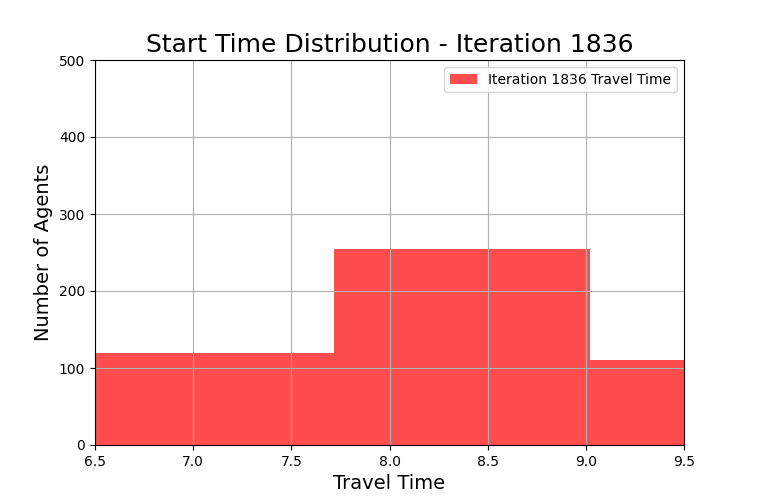 Start Time Distribution - Iteration 1836
500
400
300
200
100
0
Number of Agents
Iteration 1836 Travel Time
6.5 7.0 7.5 8.0 8.5 9.0 9.5
Travel Time